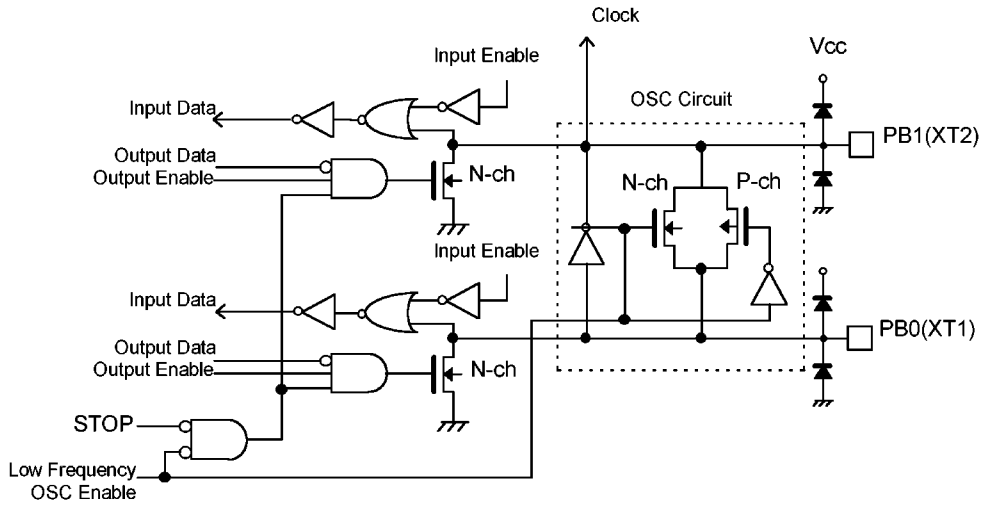 Clock
Input Enable
Vcc
Input Data
OSC Circuit
PB1(XT2)
Output Data
Output Enable
N-ch
N-ch
P-ch
Input Enable
Input Data
PB0(XT1)
Output Data
Output Enable
N-ch
STOP
Low Frequency
OSC Enable